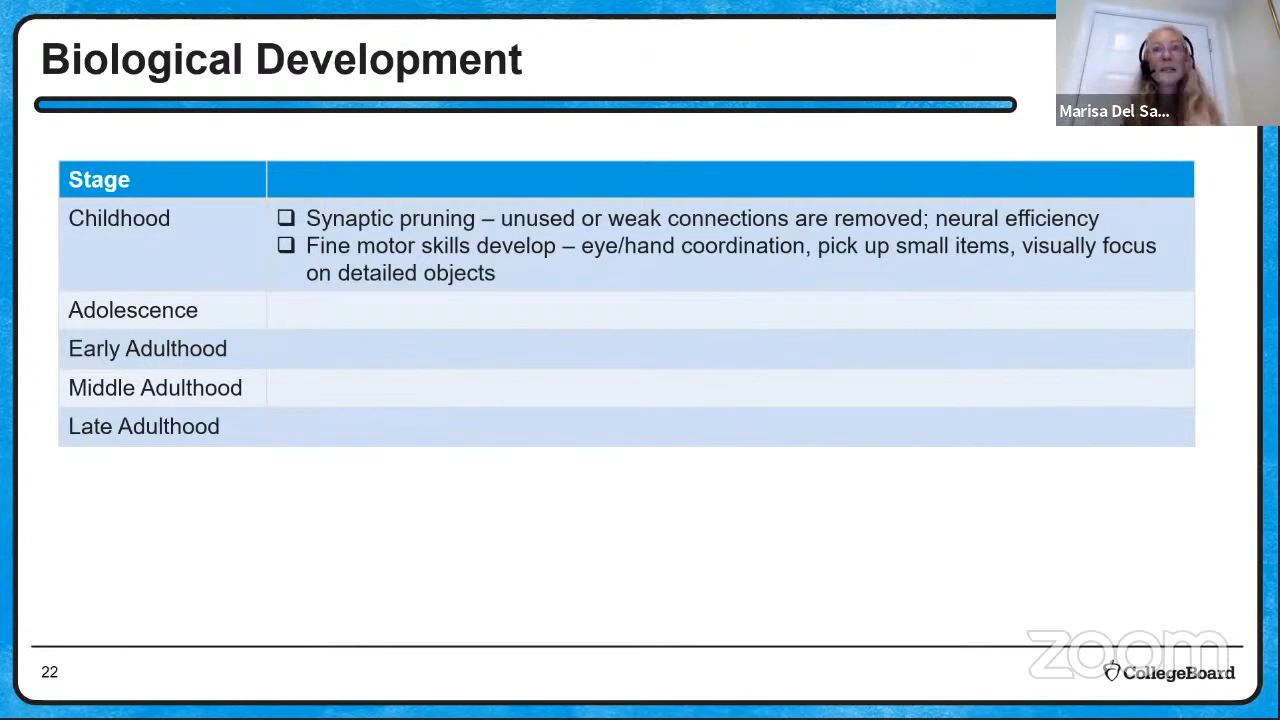 Biological Development
Marisa Del Sa...
Stage
Childhood
❑ Synaptic pruning – unused or weak connections are removed; neural efficiency
❑ Fine motor skills develop – eye/hand coordination, pick up small items, visually focus
on detailed objects
Adolescence
Early Adulthood
Middle Adulthood
Late Adulthood
zoom
22
CollegeBoard